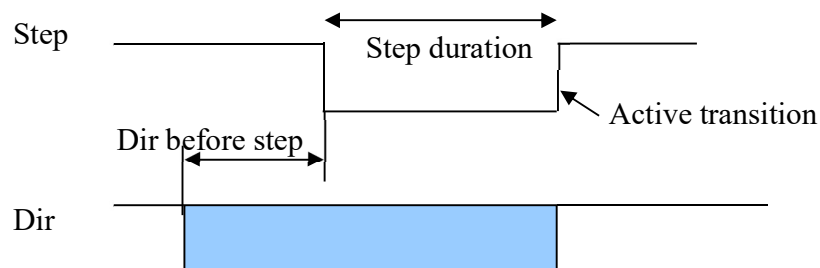 Step
Step duration
Active transition
Dir before step
Dir